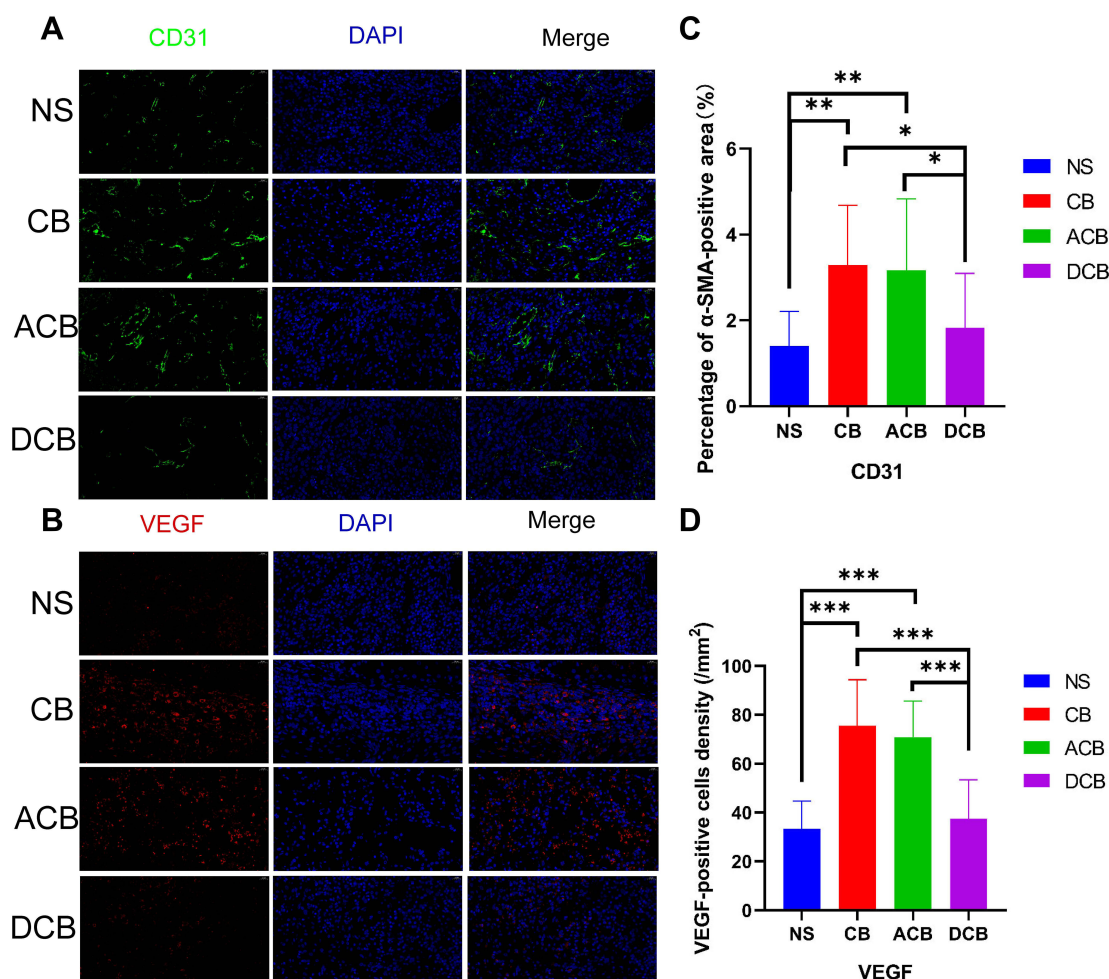 A
CD31 DAPI Merge
NS
CB
ACB
DCB
B
VEGF DAPI Merge
NS
CB
ACB
DCB
C
Percentage of α-SMA-positive area(%)
6
4
2
0
**
**
*
*
NS CB ACB DCB
CD31
NS
CB
ACB
DCB
D
VEGF-positive cells density (/mm²)
100
80
60
40
20
0
***
***
***
***
NS CB ACB DCB
VEGF
NS
CB
ACB
DCB